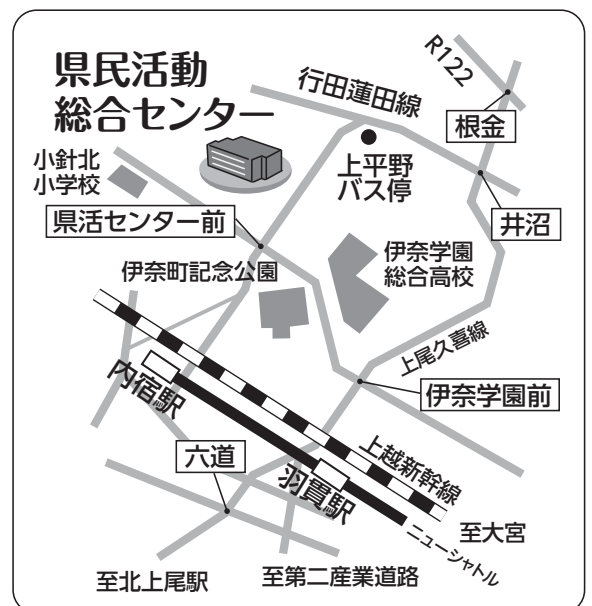 県民活動
総合センター
R122
行田蓮田線
根金
小針北
小学校
上平野
バス停
県活センター前
井沼
伊奈学園
総合高校
伊奈町記念公園
上尾久喜線
内宿駅
伊奈学園前
六道
上越新幹線
羽貫駅
至大宮
ニューシャトル
至北上尾駅
至第二産業道路